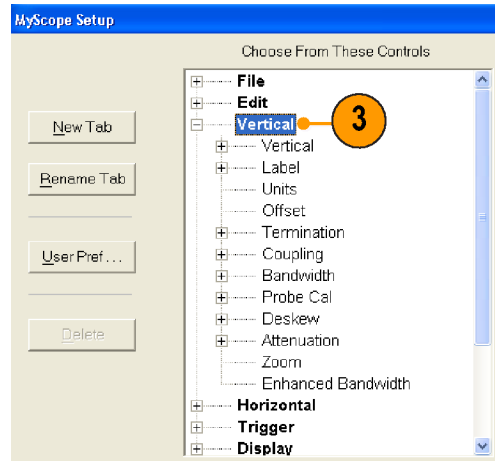 MyScope Setup
Choose From These Controls
File
Edit
Vertical
3
Vertical
Label
Units
Offset
Termination
Coupling
Bandwidth
Probe Cal
Deskew
Attenuation
Zoom
Enhanced Bandwidth
Horizontal
Trigger
Display
New Tab
Rename Tab
User Pref...
Delete